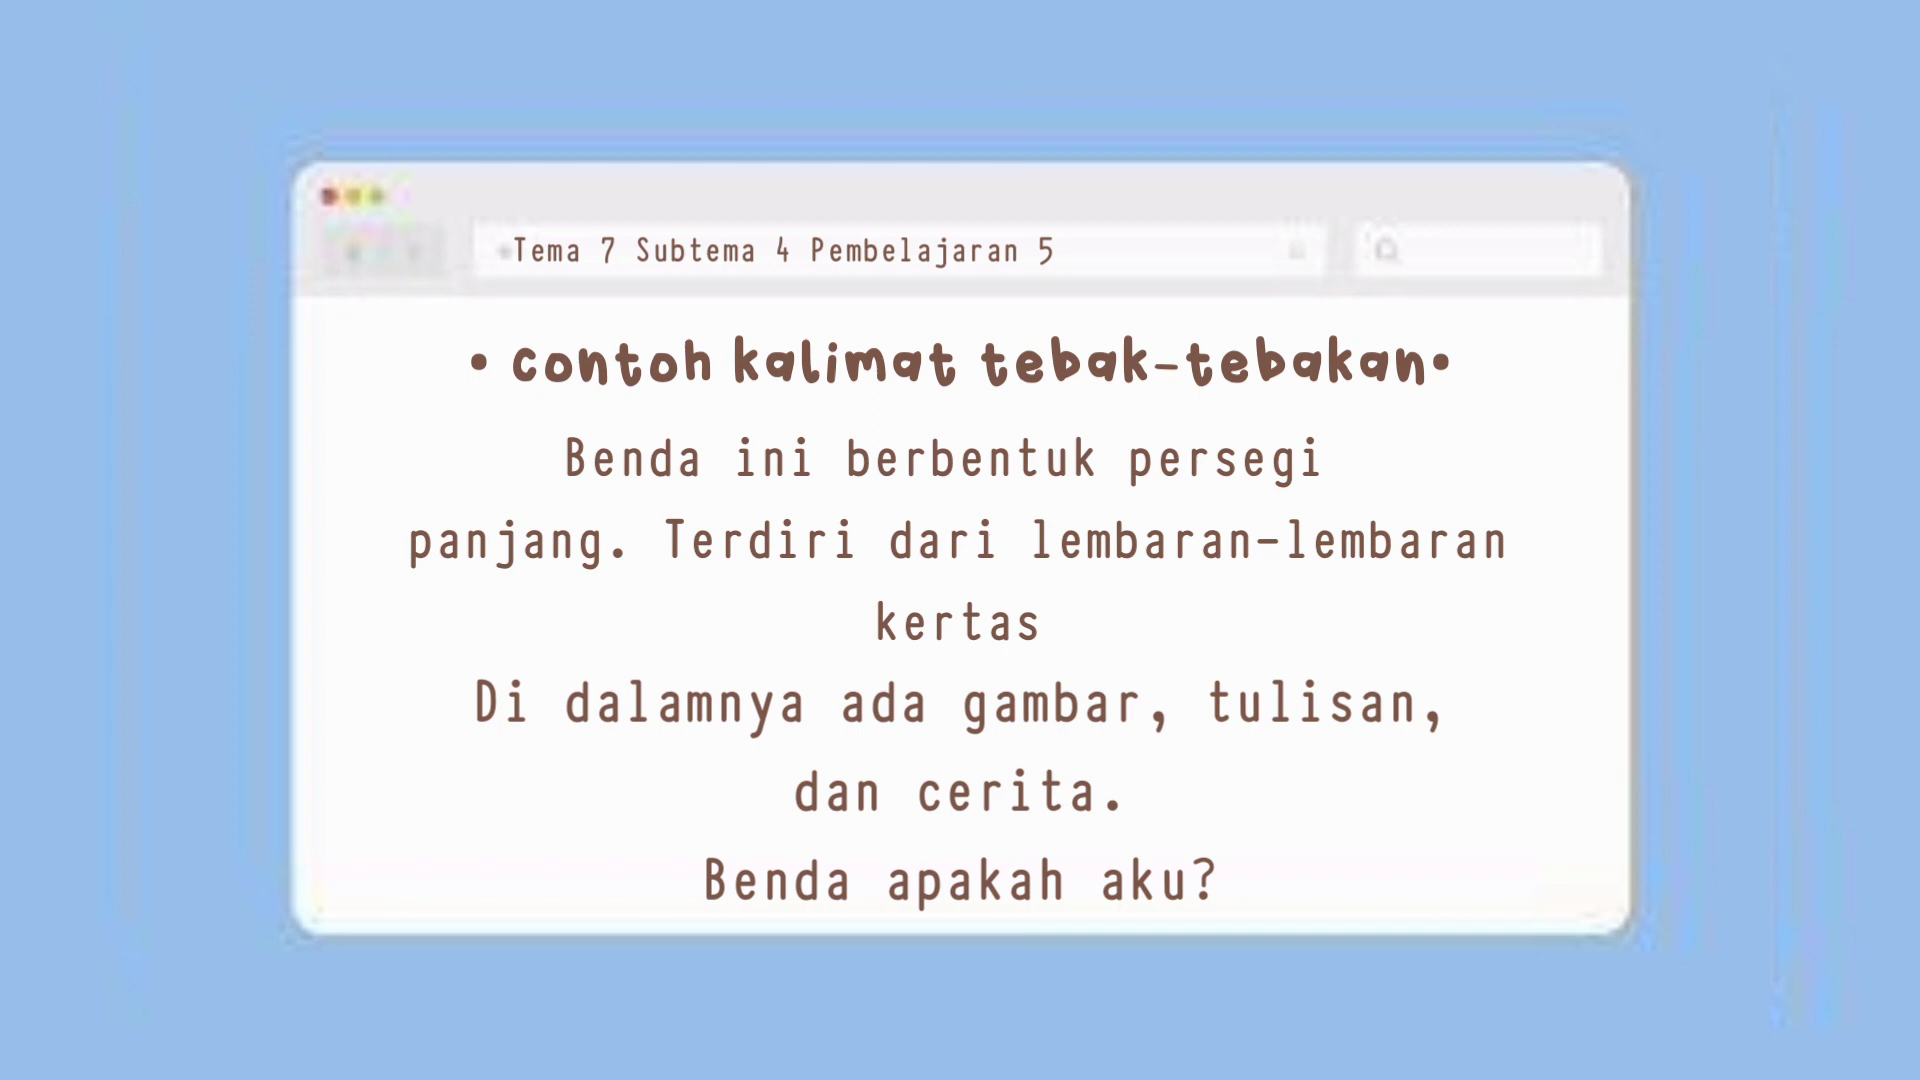 Tema 7 Subtema 4 Pembelajaran 5
• contoh kalimat tebak-tebakan•
Benda ini berbentuk persegi
panjang. Terdiri dari lembaran-lembaran
kertas
Di dalamnya ada gambar, tulisan,
dan cerita.
Benda apakah aku?